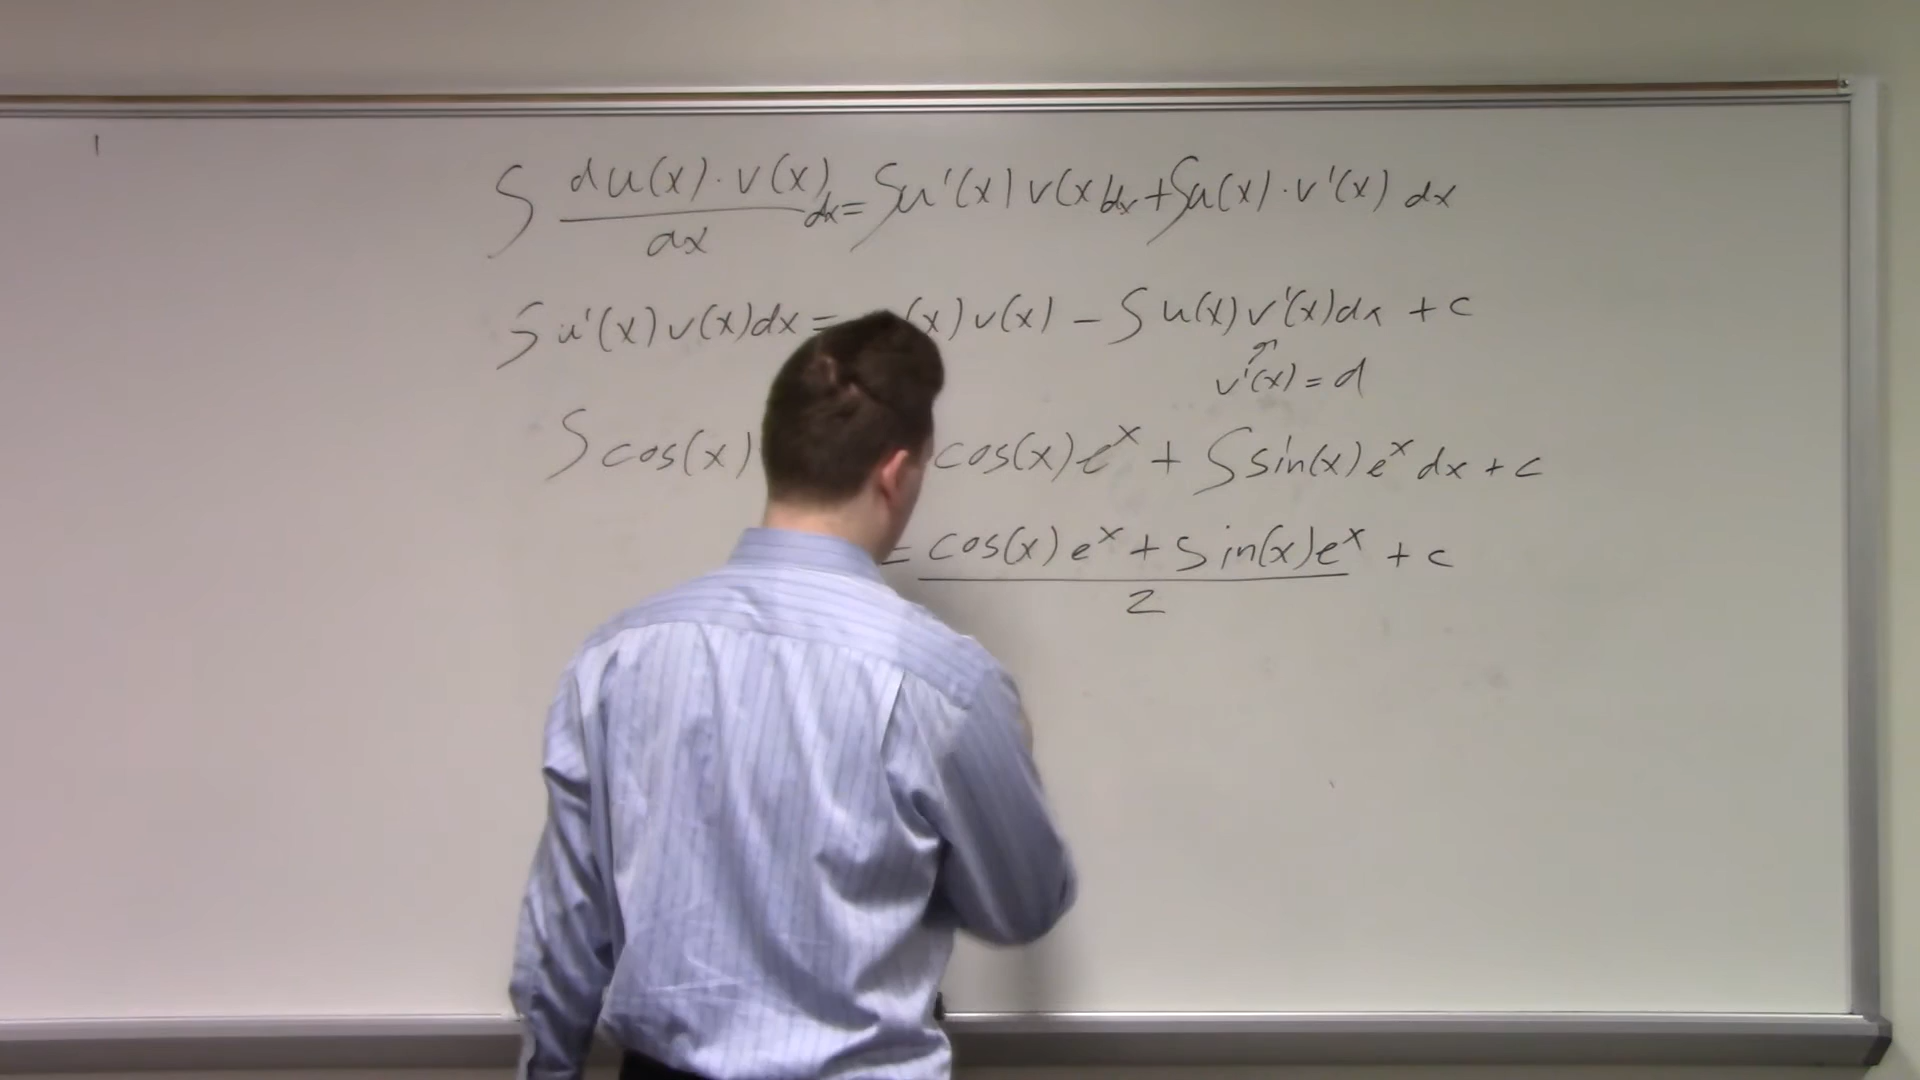 ∫ du(x)·v(x)/dx dx = ∫u'(x)v(x)dx + ∫u(x)·v'(x) dx
∫u'(x)v(x)dx = (x)v(x) - ∫u(x)v'(x)dx + c
v'(x) = d
∫cos(x) cos(x)e^x + ∫sin(x)e^x dx + c
= cos(x)e^x + sin(x)e^x / 2 + c